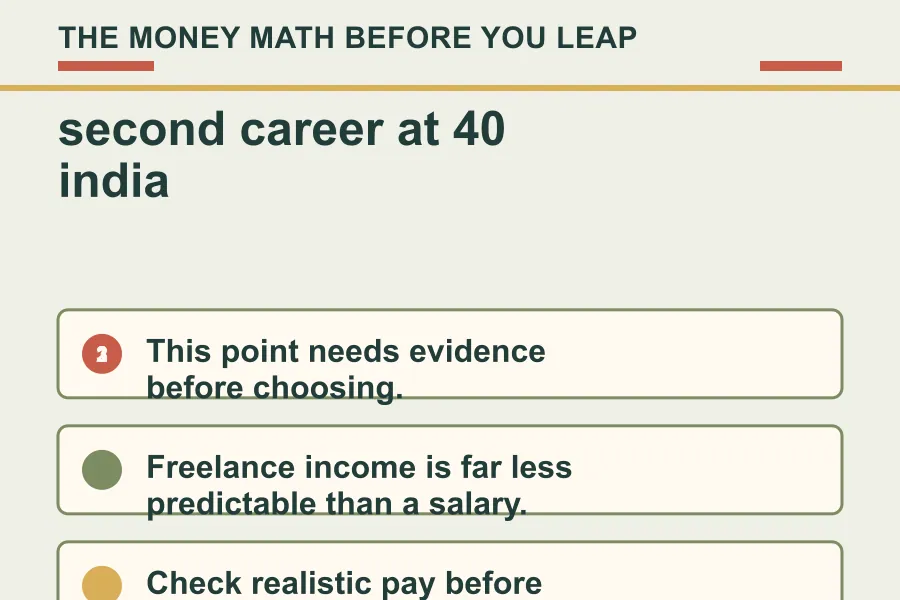 THE MONEY MATH BEFORE YOU LEAP
second career at 40
india
This point needs evidence
before choosing.
Freelance income is far less
predictable than a salary.
Check realistic pay before